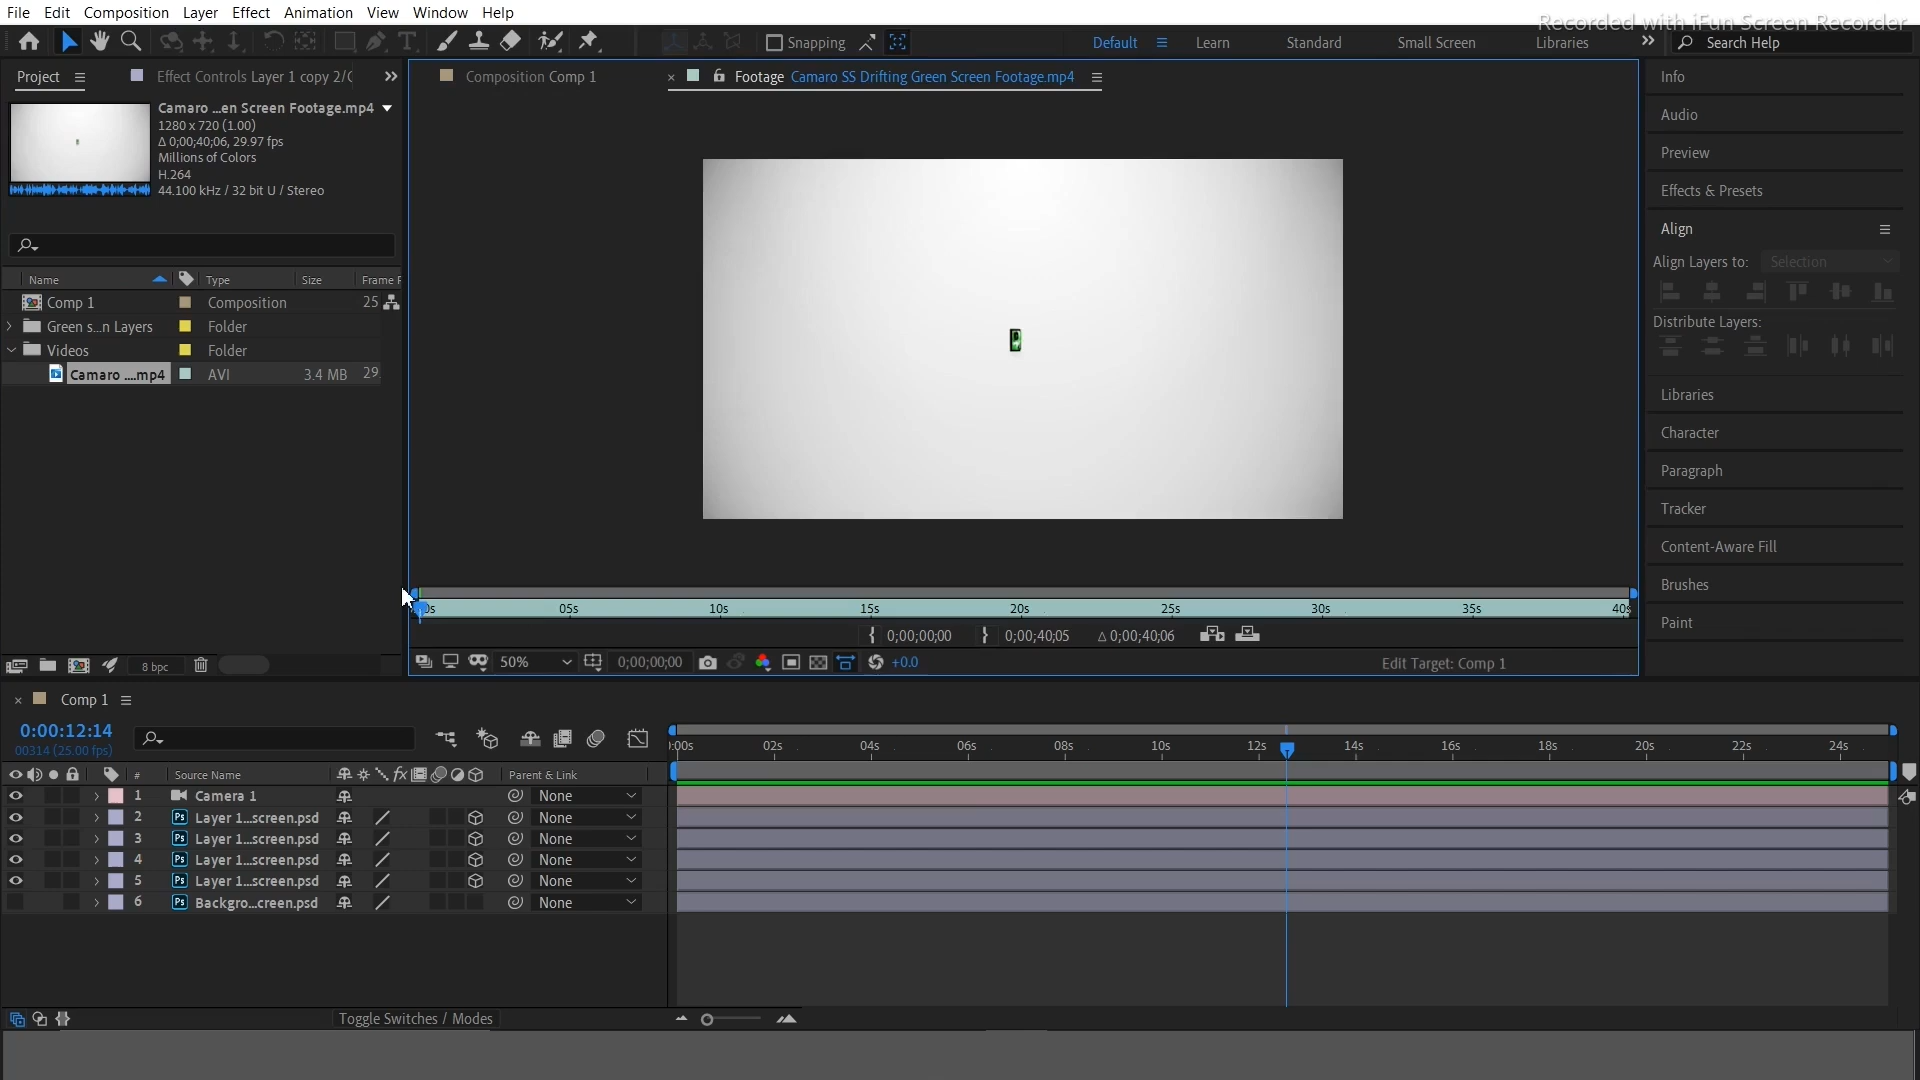 File Edit Composition Layer Effect Animation View Window Help
Recorded with iFun Screen Recorder
Snapping
Default Learn Standard Small Screen Libraries Search Help
Project Effect Controls Layer 1 copy 2/
Composition Comp 1
Footage Camaro SS Drifting Green Screen Footage.mp4
Camaro ...en Screen Footage.mp4
1280 x 720 (1.00)
Δ 0;00;40;06, 29.97 fps
Millions of Colors
H.264
44.100 kHz / 32 bit U / Stereo
Name Type Size Frame
Comp 1 Composition 25
Green s...n Layers Folder
Videos Folder
Camaro ....mp4 AVI 3.4 MB 29.
8 bpc
05s 10s 15s 20s 25s 30s 35s 40s
0;00;00;00 0;00;40;05 Δ 0;00;40;06
50% 0;00;00;00 +0.0 Edit Target: Comp 1
Info
Audio
Preview
Effects & Presets
Align
Align Layers to: Selection
Distribute Layers:
Libraries
Character
Paragraph
Tracker
Content-Aware Fill
Brushes
Paint
Comp 1
0:00:12:14
00314 (25.00 fps)
:00s 02s 04s 06s 08s 10s 12s 14s 16s 18s 20s 22s 24s
# Source Name fx Parent & Link
1 Camera 1 None
2 Ps Layer 1...screen.psd None
3 Ps Layer 1...screen.psd None
4 Ps Layer 1...screen.psd None
5 Ps Layer 1...screen.psd None
6 Ps Backgro...creen.psd None
Toggle Switches / Modes